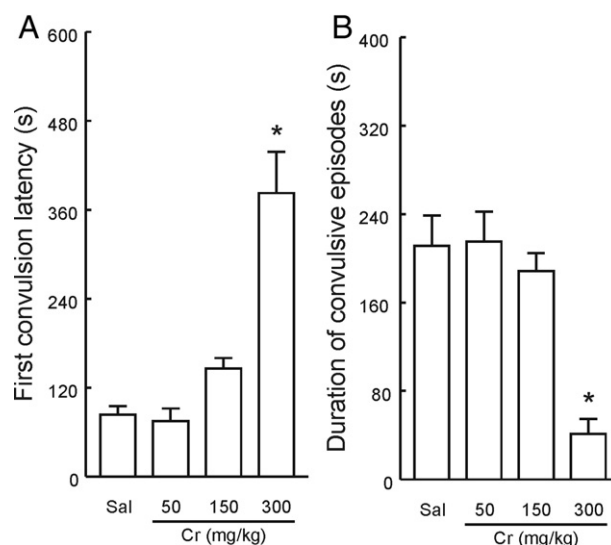 A
First convulsion latency (s)
600
480
360
240
120
0
*
Sal 50 150 300
Cr (mg/kg)
B
Duration of convulsive episodes (s)
400
320
240
160
80
0
*
Sal 50 150 300
Cr (mg/kg)